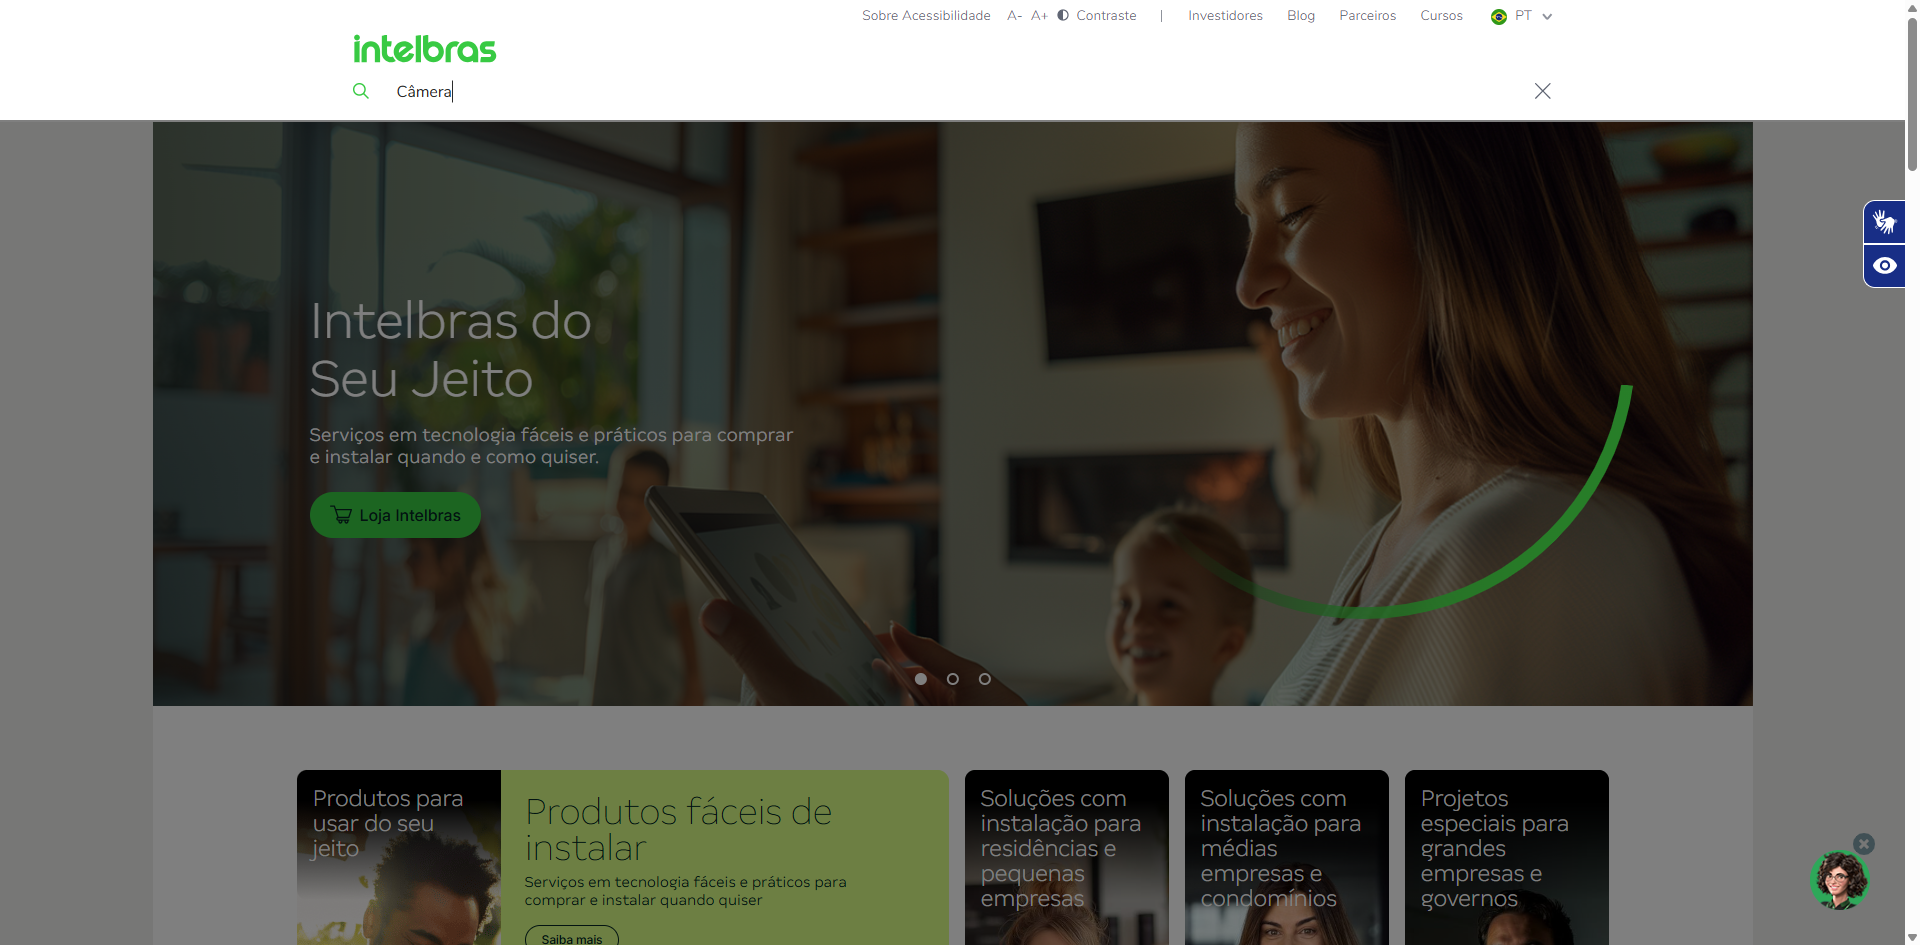 Sobre Acessibilidade A- A+ Contraste | Investidores Blog Parceiros Cursos PT
intelbras
Câmera
Intelbras do
Seu Jeito
Serviços em tecnologia fáceis e práticos para comprar
e instalar quando e como quiser.
Loja Intelbras
Produtos para
usar do seu
jeito
Produtos fáceis de
instalar
Serviços em tecnologia fáceis e práticos para
comprar e instalar quando quiser
Saiba mais
Soluções com
instalação para
residências e
pequenas
empresas
Soluções com
instalação para
médias
empresas e
condomínios
Projetos
especiais para
grandes
empresas e
governos